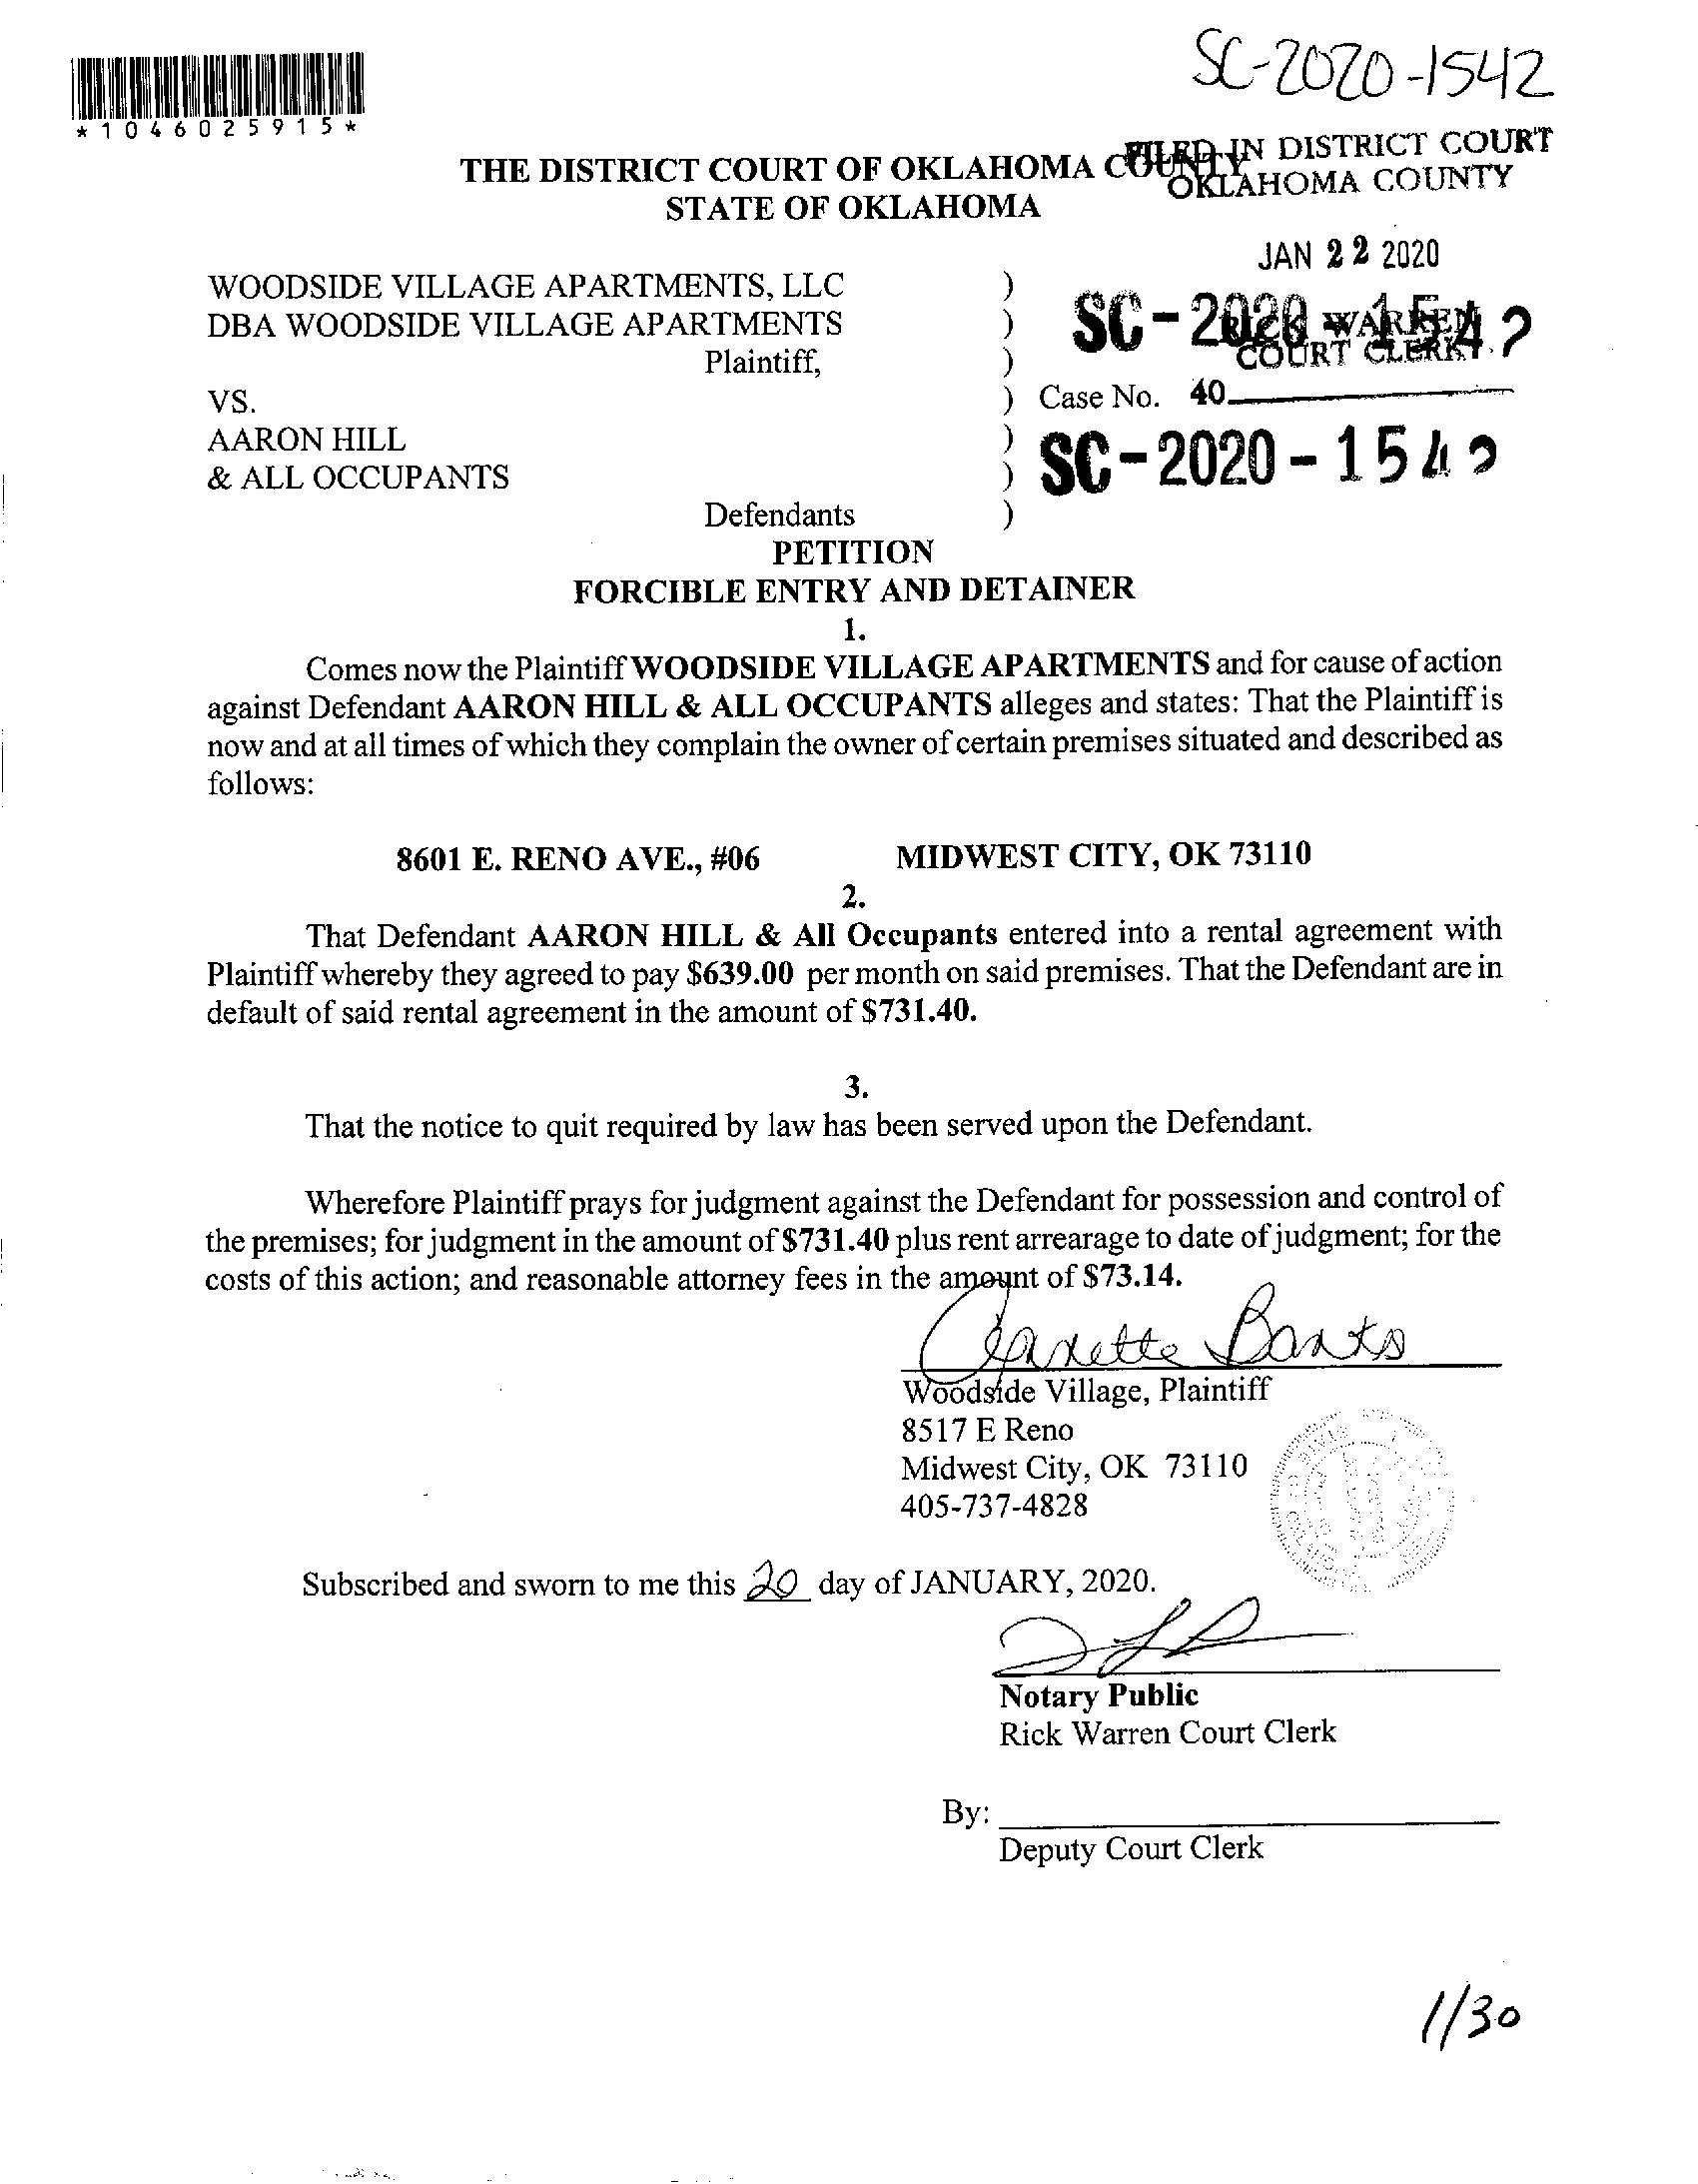 SC-2020-1542
*1046025915*
FILED IN DISTRICT COURT
OKLAHOMA COUNTY
THE DISTRICT COURT OF OKLAHOMA COUNTY
STATE OF OKLAHOMA
JAN 22 2020
WOODSIDE VILLAGE APARTMENTS, LLC )
DBA WOODSIDE VILLAGE APARTMENTS ) SC-2020-1542
RICK WARREN
COURT CLERK
Plaintiff, )
VS. ) Case No. 40
AARON HILL )
& ALL OCCUPANTS ) SC-2020-1542
Defendants )
PETITION
FORCIBLE ENTRY AND DETAINER
1.
Comes now the Plaintiff WOODSIDE VILLAGE APARTMENTS and for cause of action
against Defendant AARON HILL & ALL OCCUPANTS alleges and states: That the Plaintiff is
now and at all times of which they complain the owner of certain premises situated and described as
follows:
8601 E. RENO AVE., #06 MIDWEST CITY, OK 73110
2.
That Defendant AARON HILL & All Occupants entered into a rental agreement with
Plaintiff whereby they agreed to pay $639.00 per month on said premises. That the Defendant are in
default of said rental agreement in the amount of $731.40.
3.
That the notice to quit required by law has been served upon the Defendant.
Wherefore Plaintiff prays for judgment against the Defendant for possession and control of
the premises; for judgment in the amount of $731.40 plus rent arrearage to date of judgment; for the
costs of this action; and reasonable attorney fees in the amount of $73.14.
Banks
Woodside Village, Plaintiff
8517 E Reno
Midwest City, OK 73110
405-737-4828
Subscribed and sworn to me this 20 day of JANUARY, 2020.
Notary Public
Rick Warren Court Clerk
By:
Deputy Court Clerk
1/30